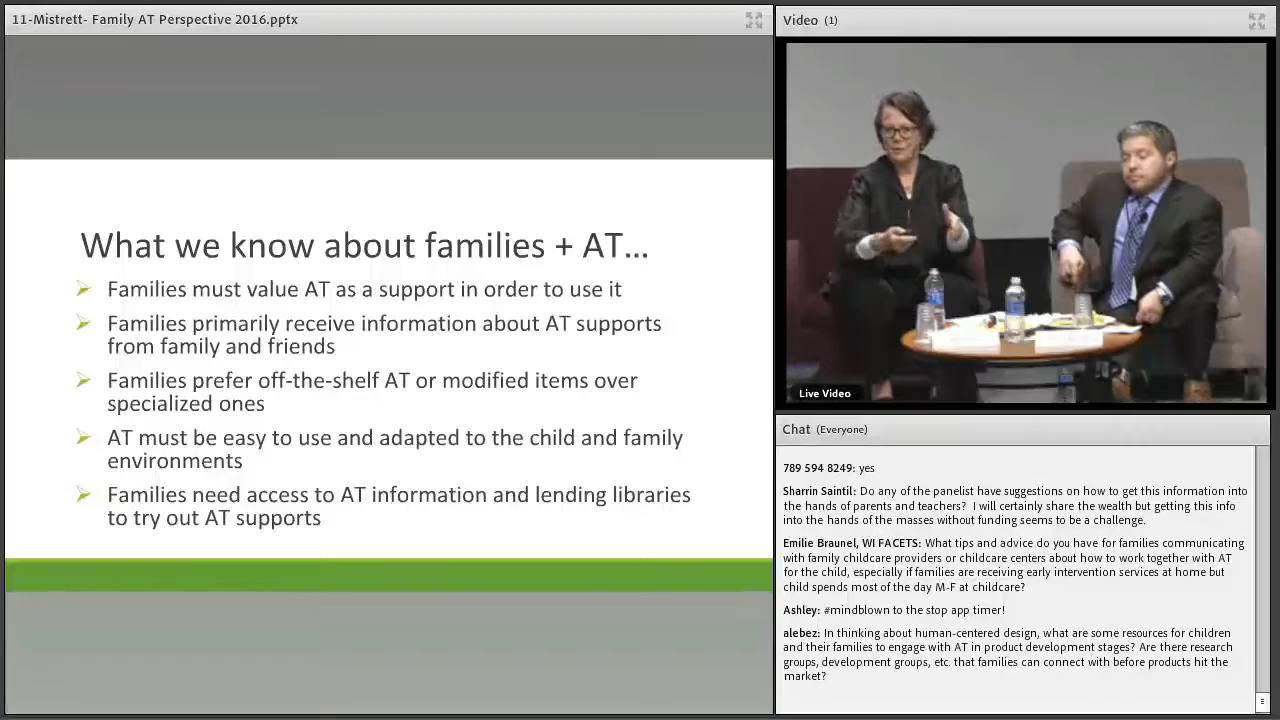 11-Mistrett- Family AT Perspective 2016.pptx
What we know about families + AT...
Families must value AT as a support in order to use it
Families primarily receive information about AT supports
from family and friends
Families prefer off-the-shelf AT or modified items over
specialized ones
AT must be easy to use and adapted to the child and family
environments
Families need access to AT information and lending libraries
to try out AT supports
Video (1)
Live Video
Chat (Everyone)
789 594 8249: yes
Sharrin Saintil: Do any of the panelist have suggestions on how to get this information into
the hands of parents and teachers?  I will certainly share the wealth but getting this info
into the hands of the masses without funding seems to be a challenge.
Emilie Braunel, WI FACETS: What tips and advice do you have for families communicating
with family childcare providers or childcare centers about how to work together with AT
for the child, especially if families are receiving early intervention services at home but
child spends most of the day M-F at childcare?
Ashley: #mindblown to the stop app timer!
alebez: In thinking about human-centered design, what are some resources for children
and their families to engage with AT in product development stages? Are there research
groups, development groups, etc. that families can connect with before products hit the
market?